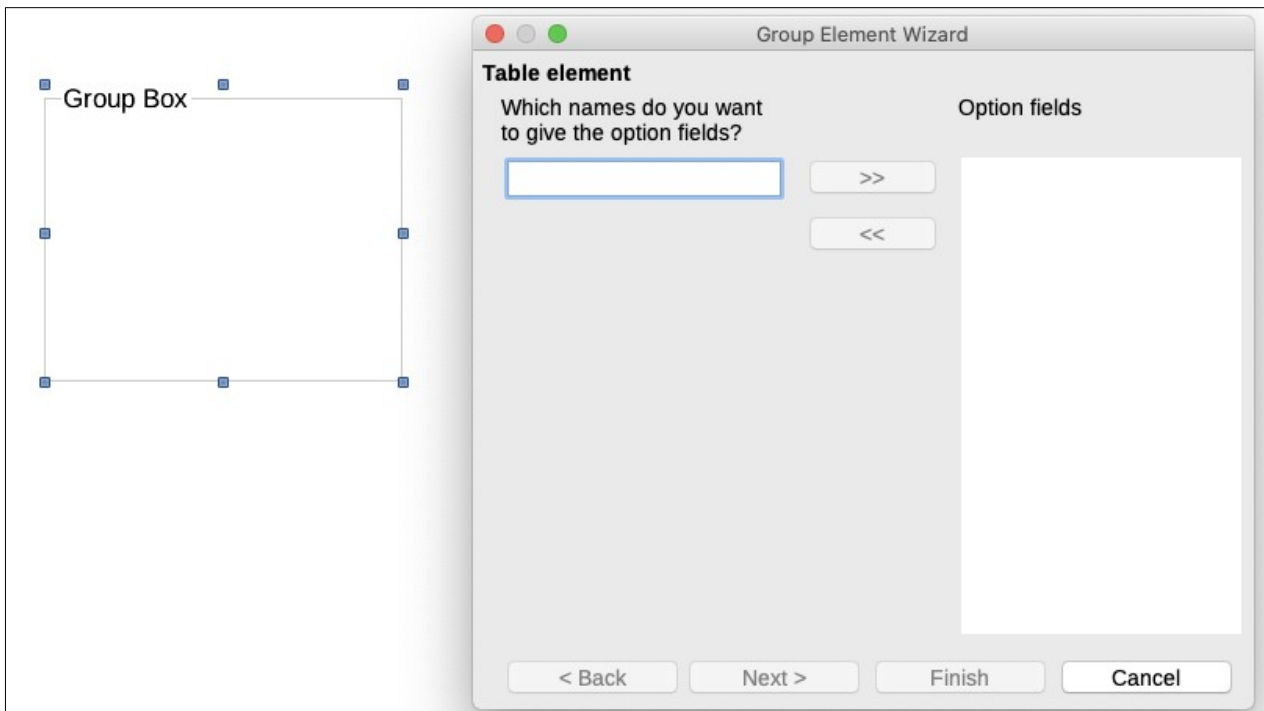 Group Box
Group Element Wizard
Table element
Which names do you want
to give the option fields?
Option fields
>>
<<
< Back
Next >
Finish
Cancel